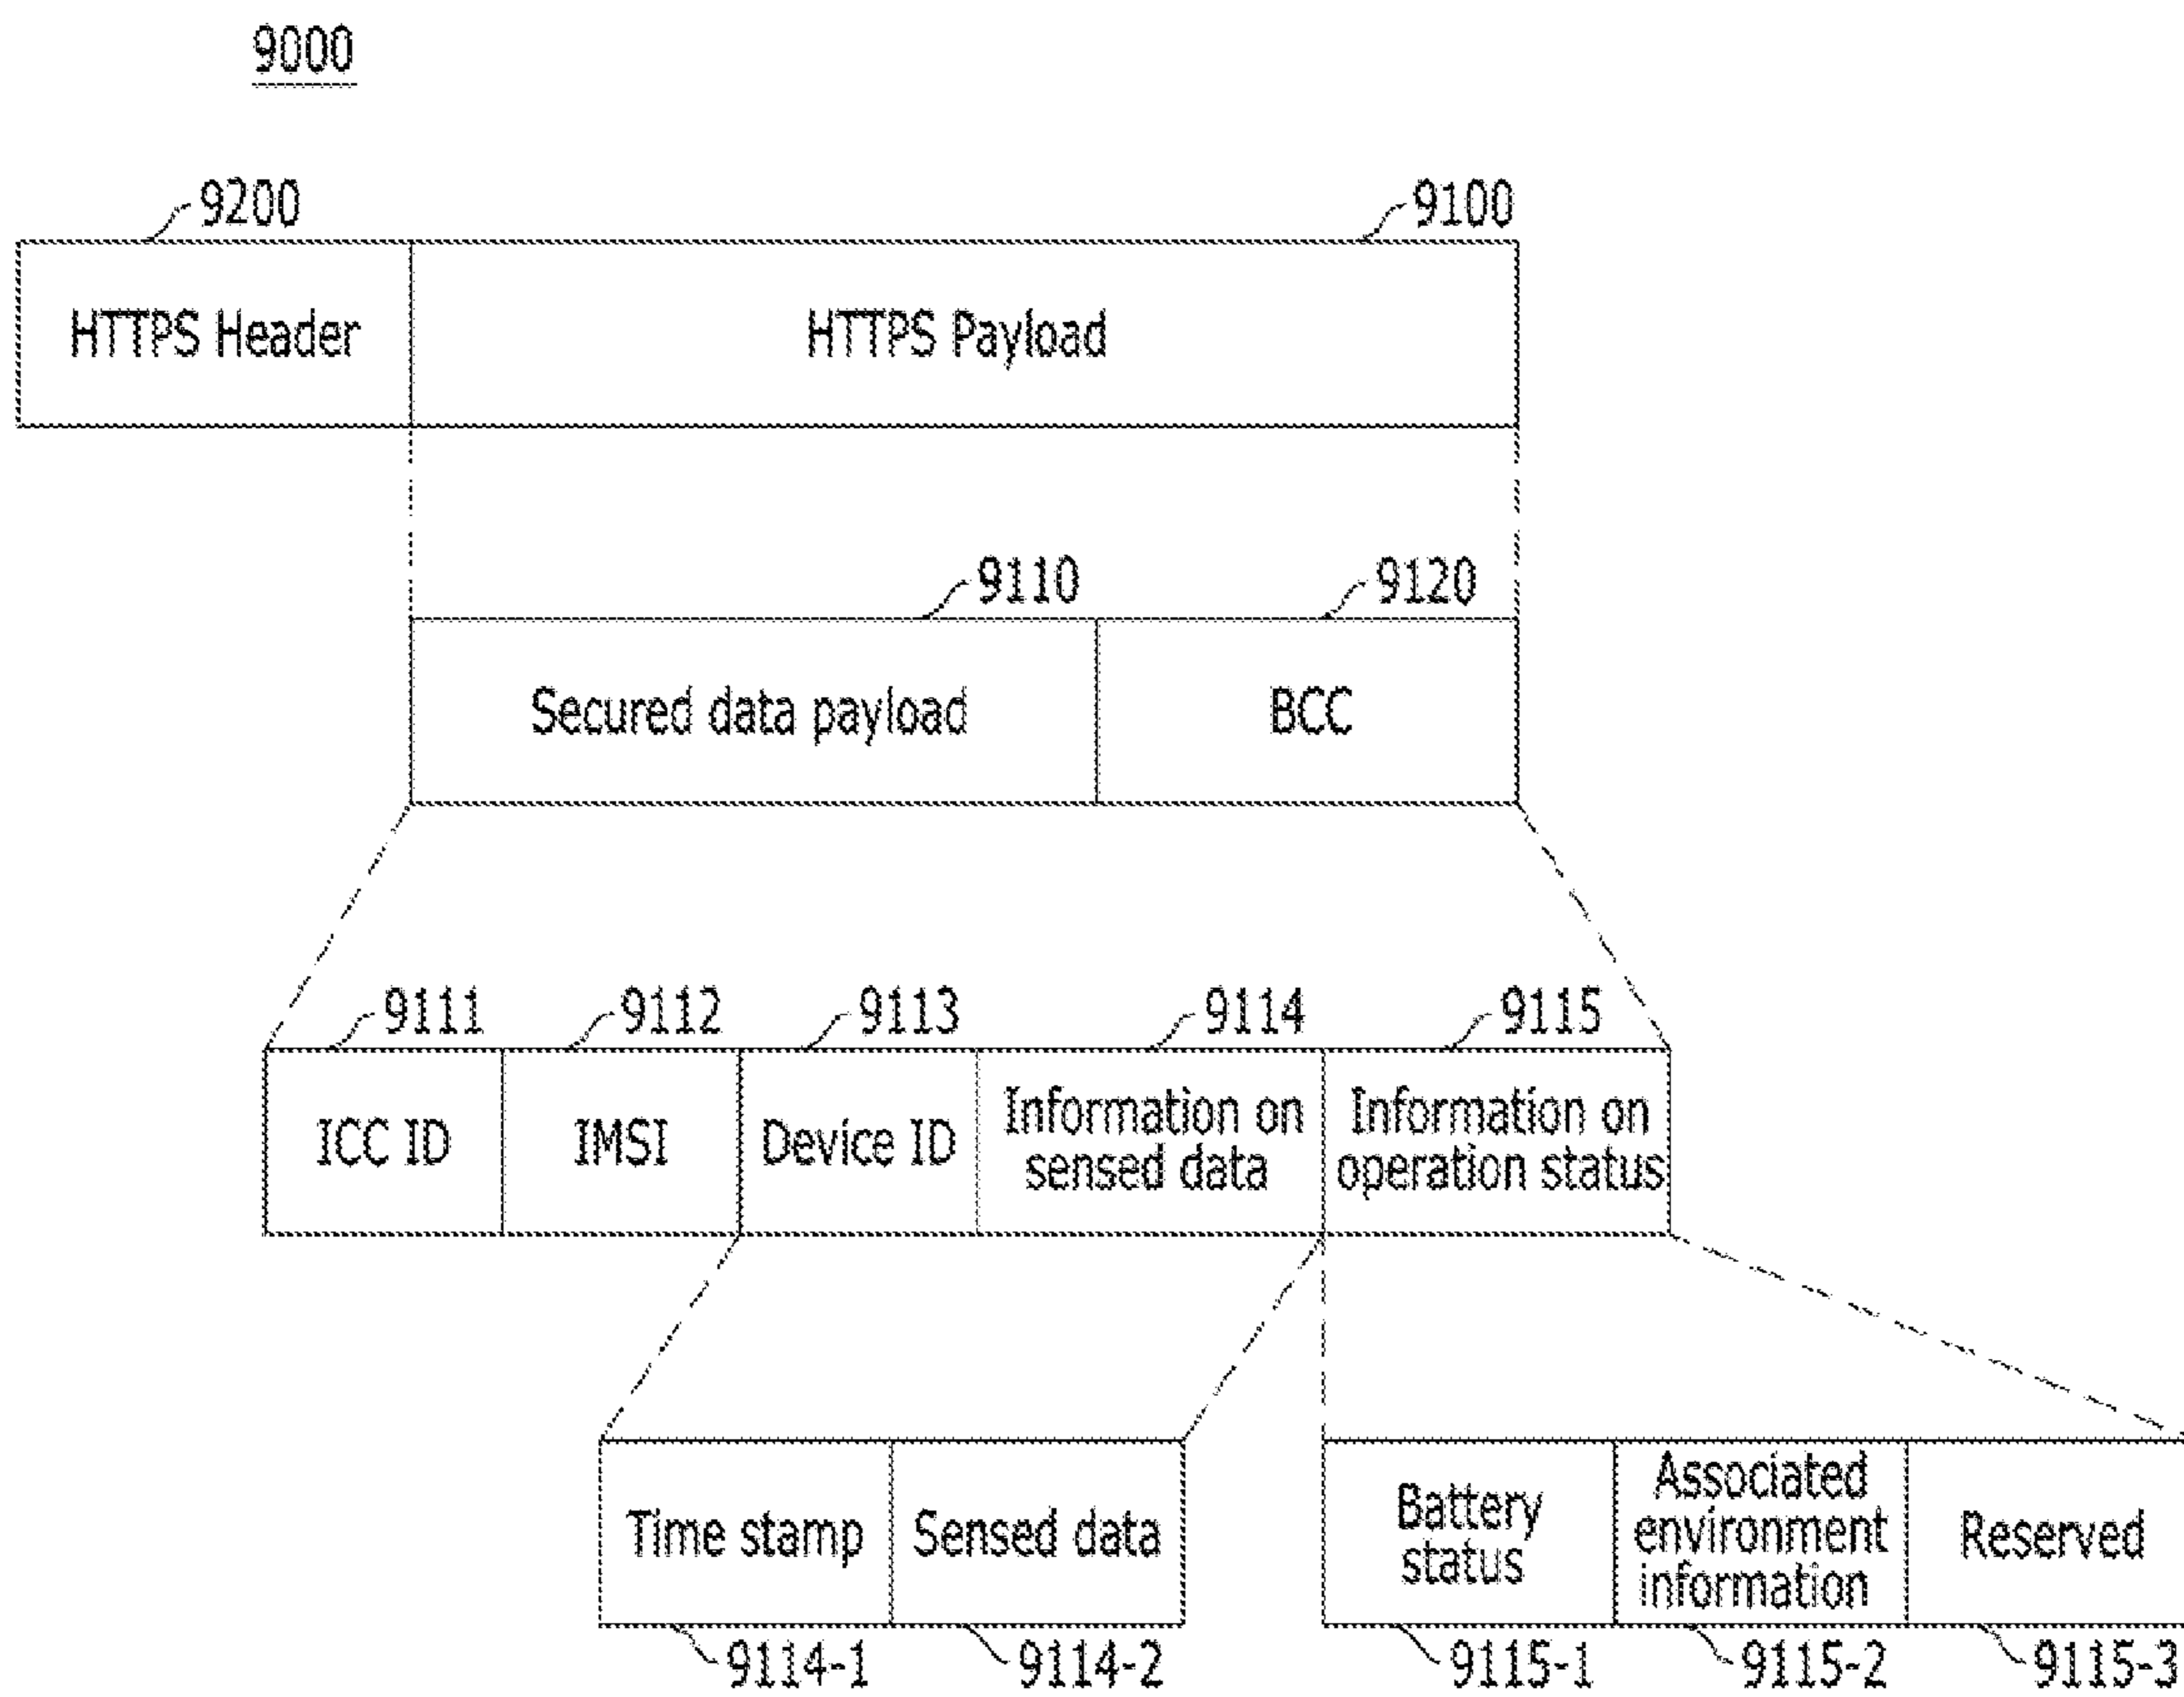 9000
9200
9100
HTTPS Header
HTTPS Payload
9110
9120
Secured data payload
BCC
9111
9112
9113
9114
9115
ICC ID
IMSI
Device ID
Information on
sensed data
Information on
operation status
Time stamp
Sensed data
Battery
status
Associated
environment
information
Reserved
9114-1
9114-2
9115-1
9115-2
9115-3